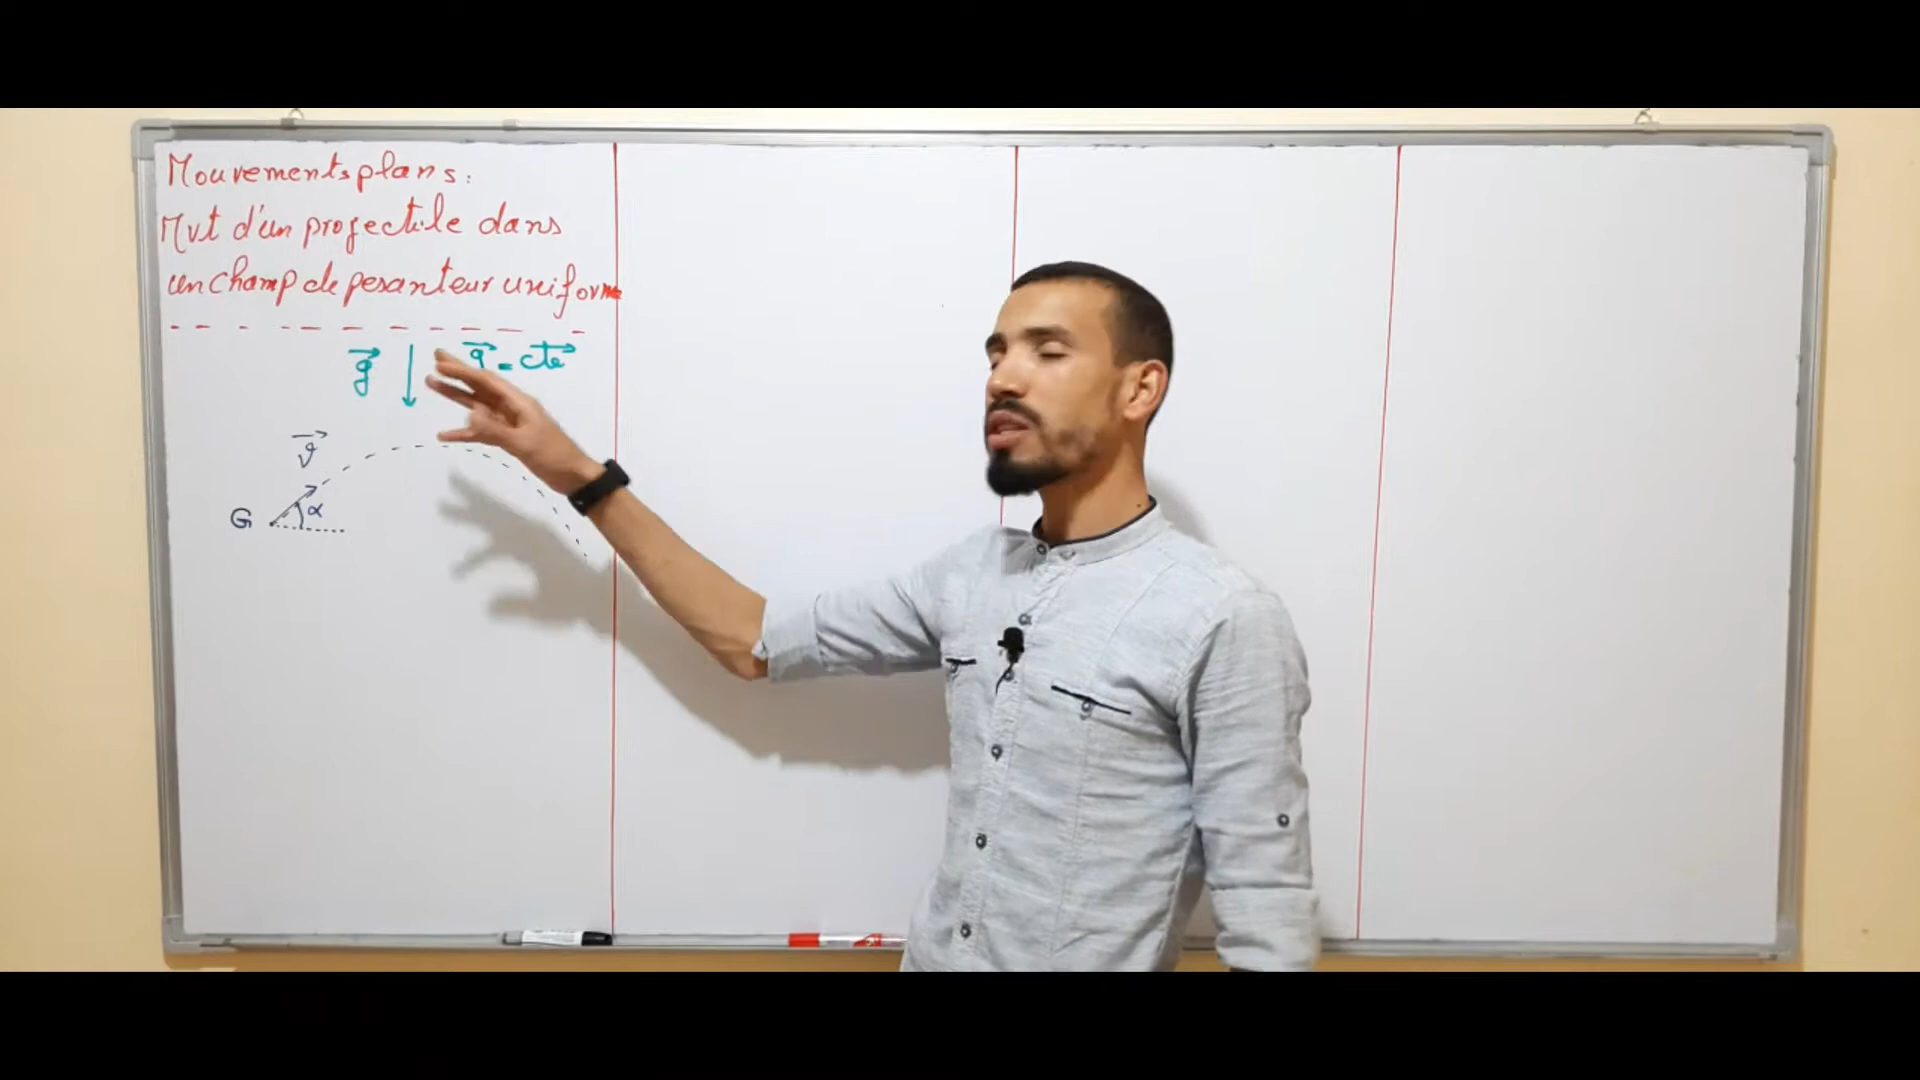 Mouvements plans:
Mvt d'un projectile dans
un champ de pesanteur uniforme
g⃗ g⃗ = cte⃗
v⃗
G α